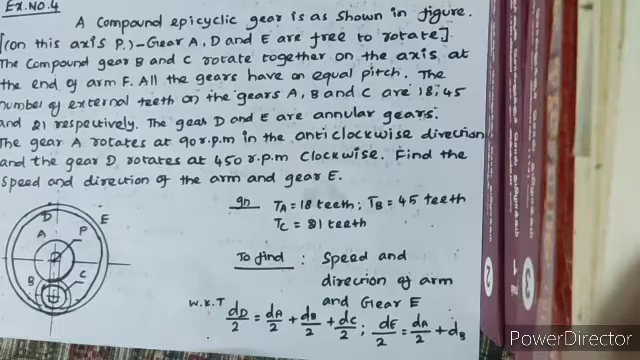 Ex.NO.4
A Compound epicyclic gear is as shown in figure.
[(on this axis P.) - Gear A, D and E are free to rotate].
The Compound gear B and C rotate together on the axis at
the end of arm F. All the gears have an equal pitch. The
number of external teeth on the gears A, B and C are 18, 45
and 21 respectively. The gear D and E are annular gears.
The gear A rotates at 90 r.p.m in the anticlockwise direction
and the gear D rotates at 450 r.p.m Clockwise. Find the
Speed and direction of the arm and gear E.
gn TA = 18 teeth; TB = 45 teeth
TC = 21 teeth
To find : Speed and
direction of arm
and Gear E
W.K.T dD/2 = dA/2 + dB/2 + dC/2 ; dE/2 = dA/2 + dB
D E
A P
B C
2
3
PowerDirector